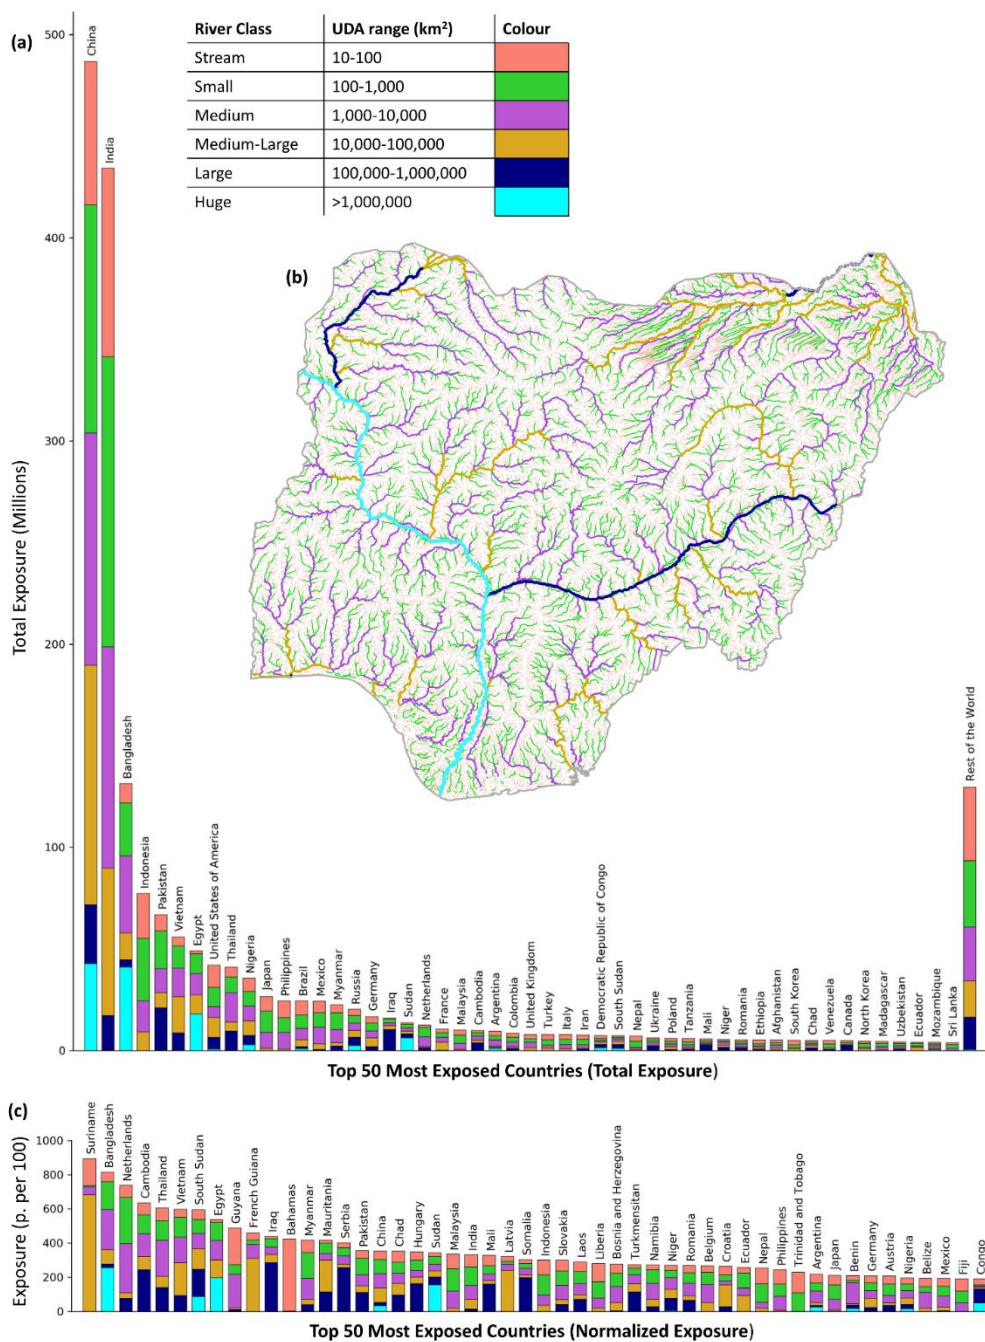 (a)
River Class UDA range (km²) Colour
Stream 10-100
Small 100-1,000
Medium 1,000-10,000
Medium-Large 10,000-100,000
Large 100,000-1,000,000
Huge >1,000,000
(b)
Total Exposure (Millions)
500
400
300
200
100
0
China
India
Bangladesh
Indonesia
Pakistan
Vietnam
Egypt
United States of America
Thailand
Nigeria
Japan
Philippines
Brazil
Mexico
Myanmar
Russia
Germany
Iraq
Sudan
Netherlands
France
Malaysia
Cambodia
Argentina
Colombia
United Kingdom
Turkey
Italy
Iran
Democratic Republic of Congo
South Sudan
Nepal
Ukraine
Poland
Tanzania
Mali
Niger
Romania
Ethiopia
Afghanistan
South Korea
Chad
Venezuela
Canada
North Korea
Madagascar
Uzbekistan
Ecuador
Mozambique
Sri Lanka
Rest of the World
Top 50 Most Exposed Countries (Total Exposure)
(c)
Exposure (p. per 100)
1000
800
600
400
200
0
Suriname
Bangladesh
Netherlands
Cambodia
Thailand
Vietnam
South Sudan
Egypt
Guyana
French Guiana
Iraq
Bahamas
Myanmar
Mauritania
Serbia
Pakistan
China
Chad
Hungary
Sudan
Malaysia
India
Mali
Latvia
Somalia
Indonesia
Slovakia
Laos
Liberia
Bosnia and Herzegovina
Turkmenistan
Namibia
Niger
Romania
Belgium
Croatia
Ecuador
Nepal
Philippines
Trinidad and Tobago
Argentina
Japan
Benin
Germany
Austria
Nigeria
Belize
Mexico
Fiji
Congo
Top 50 Most Exposed Countries (Normalized Exposure)